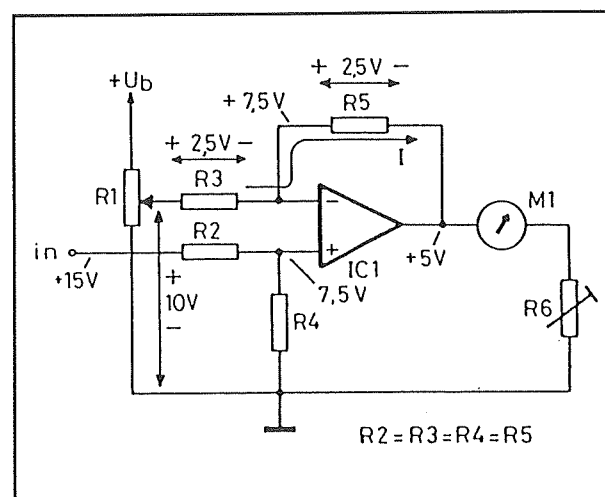 +Ub
+ 2,5V -
R5
+ 7,5V
+ 2,5V -
R3
I
R1
-
M1
R2
+
IC1
+5V
in
+15V
+
10V
-
7,5V
R4
R6
R2 = R3 = R4 = R5